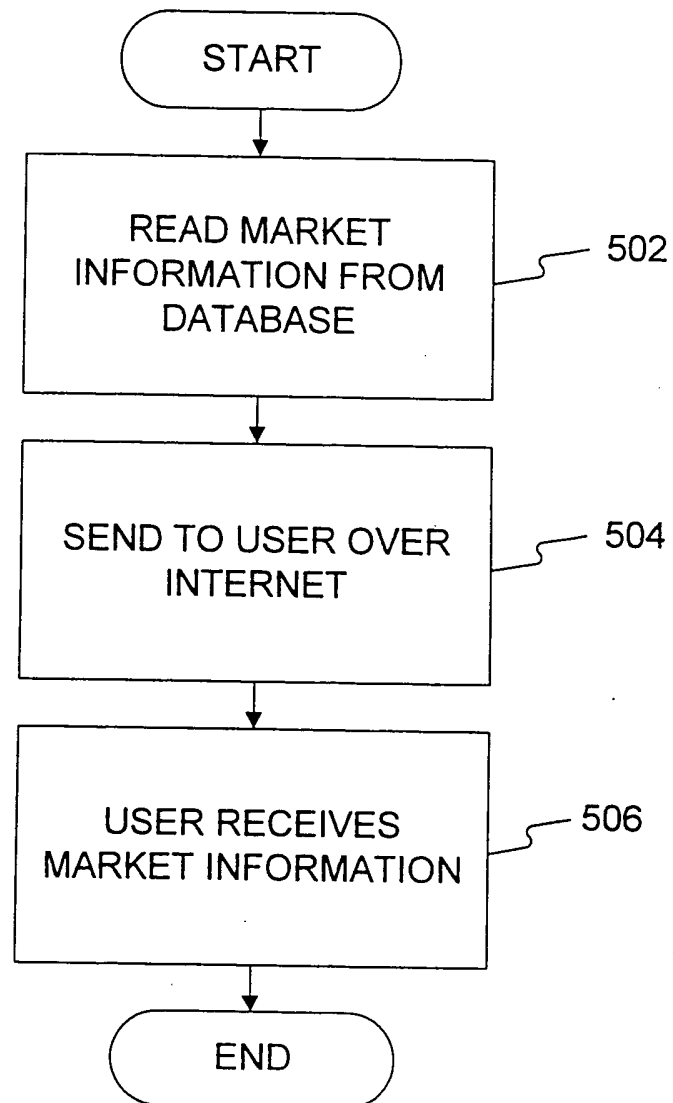 START
READ MARKET
INFORMATION FROM
DATABASE
502
SEND TO USER OVER
INTERNET
504
USER RECEIVES
MARKET INFORMATION
506
END